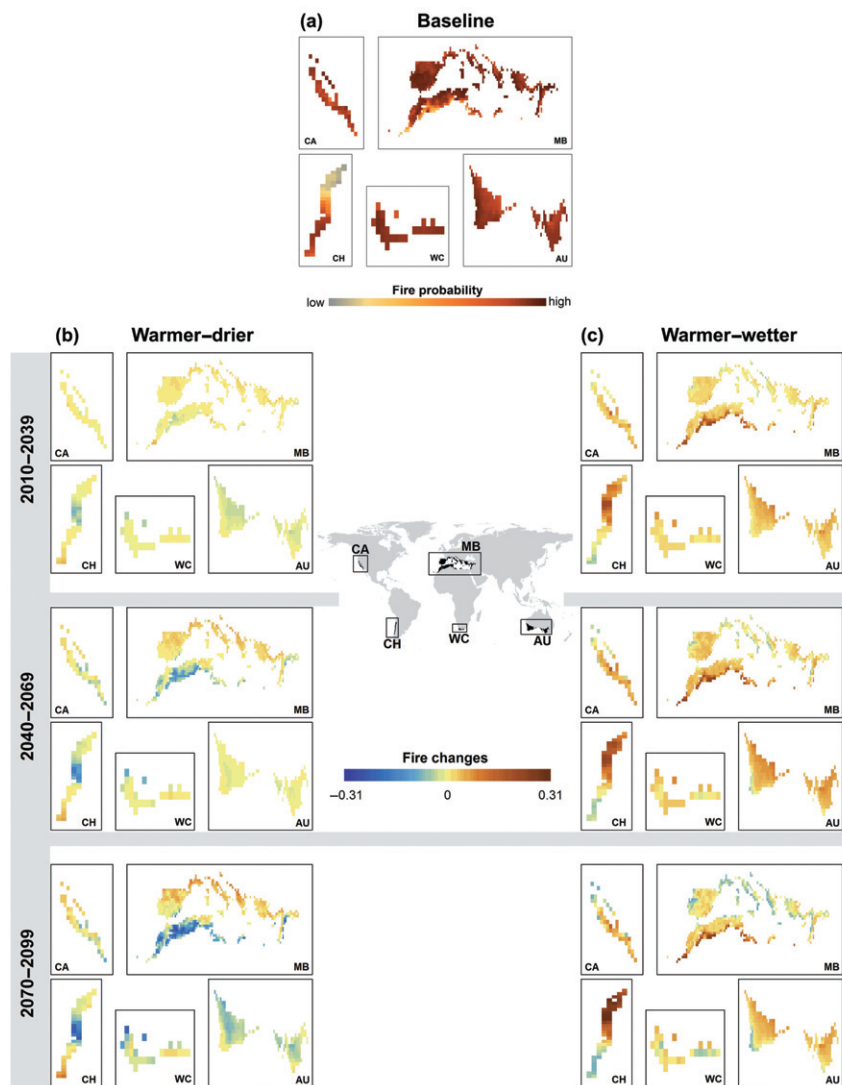 (a) Baseline
CA
MB
CH
WC
AU
Fire probability
low
high
(b) Warmer–drier
(c) Warmer–wetter
2010–2039
CA
MB
CH
WC
AU
CA
MB
CH
WC
AU
CA
MB
CH
WC
AU
2040–2069
CA
MB
CH
WC
AU
Fire changes
–0.31
0
0.31
CA
MB
CH
WC
AU
2070–2099
CA
MB
CH
WC
AU
CA
MB
CH
WC
AU